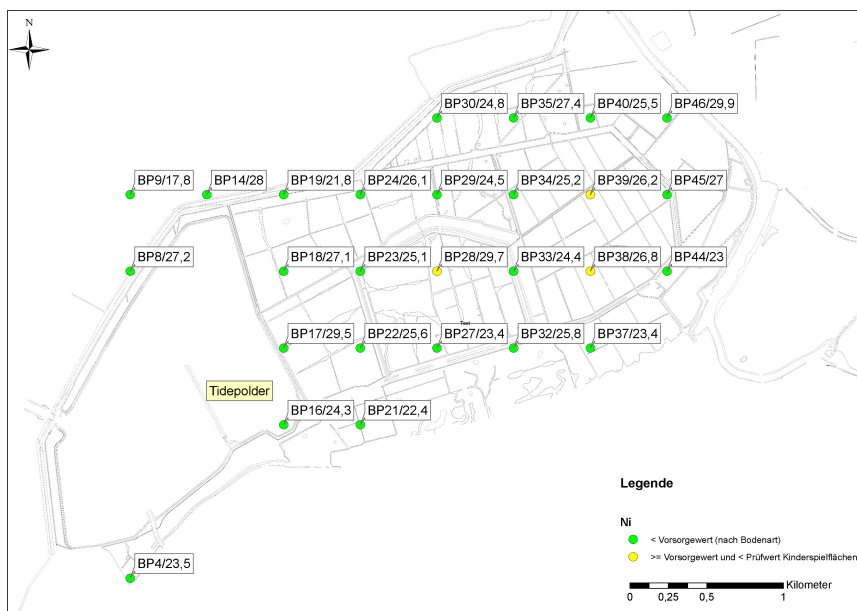 N
BP30/24,8 BP35/27,4 BP40/25,5 BP46/29,9
BP9/17,8 BP14/28 BP19/21,8 BP24/26,1 BP29/24,5 BP34/25,2 BP39/26,2 BP45/27
BP8/27,2 BP18/27,1 BP23/25,1 BP28/29,7 BP33/24,4 BP38/26,8 BP44/23
Text
BP17/29,5 BP22/25,6 BP27/23,4 BP32/25,8 BP37/23,4
Tidepolder
BP16/24,3 BP21/22,4
BP4/23,5
Legende
Ni
< Vorsorgewert (nach Bodenart)
>= Vorsorgewert und < Prüfwert Kinderspielflächen
Kilometer
0 0,25 0,5 1